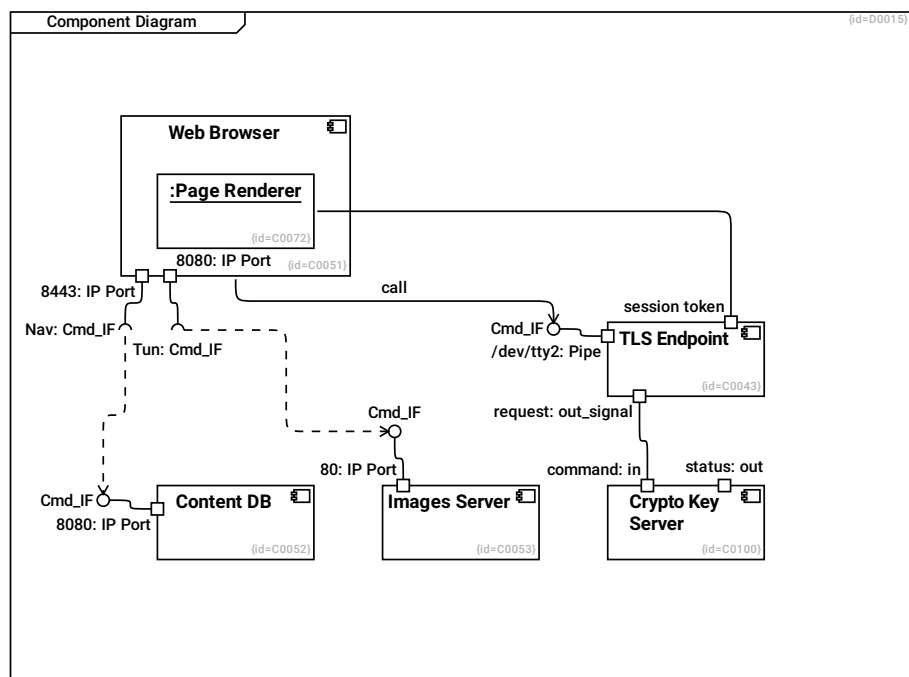 Component Diagram
{id=D0015}
Web Browser
:Page Renderer
{id=C0072}
8080: IP Port
{id=C0051}
8443: IP Port
call
session token
Nav: Cmd_IF
Tun: Cmd_IF
Cmd_IF
/dev/tty2: Pipe
TLS Endpoint
{id=C0043}
Cmd_IF
request: out_signal
80: IP Port
command: in
status: out
Cmd_IF
8080: IP Port
Content DB
{id=C0052}
Images Server
{id=C0053}
Crypto Key
Server
{id=C0100}